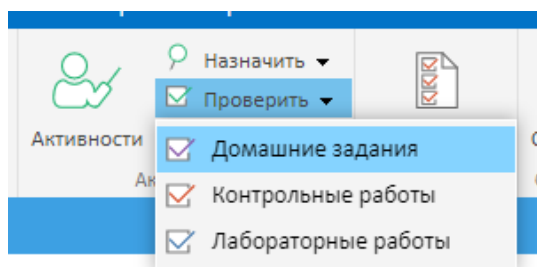 Назначить
Проверить
Активности
Домашние задания
Контрольные работы
Лабораторные работы